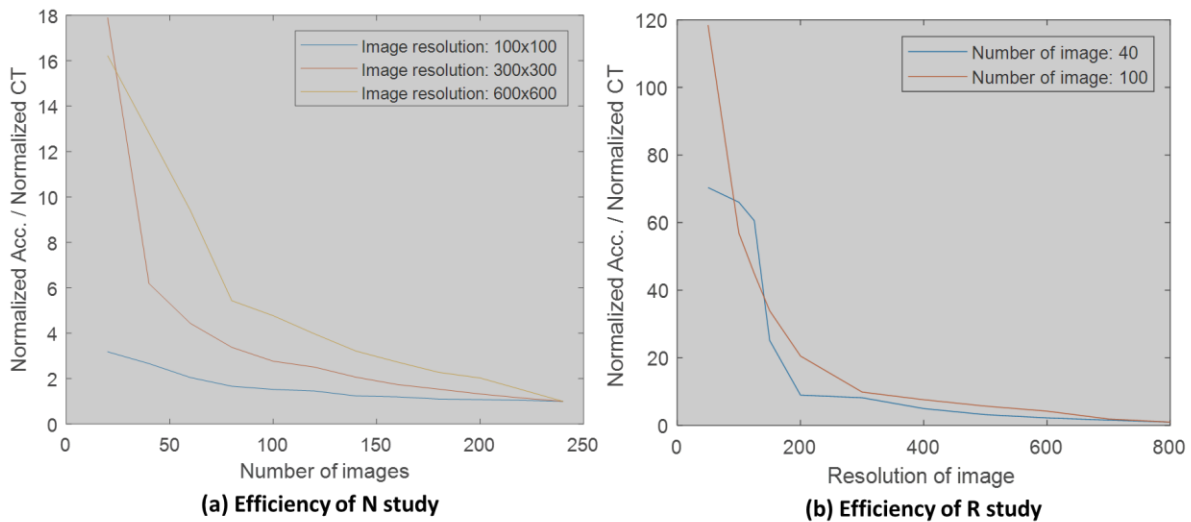 18
16
14
12
10
8
6
4
2
0
Normalized Acc. / Normalized CT
Image resolution: 100x100
Image resolution: 300x300
Image resolution: 600x600
0 50 100 150 200 250
Number of images
(a) Efficiency of N study
120
100
80
60
40
20
0
Normalized Acc. / Normalized CT
Number of image: 40
Number of image: 100
0 200 400 600 800
Resolution of image
(b) Efficiency of R study